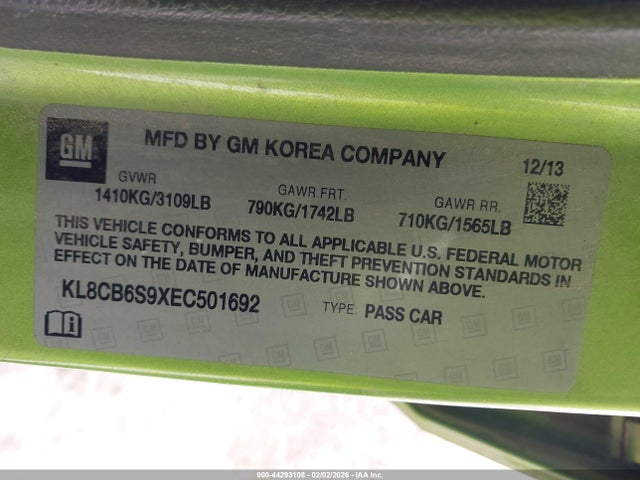 GM
MFD BY GM KOREA COMPANY
12/13
GVWR
1410KG/3109LB
GAWR FRT.
790KG/1742LB
GAWR RR.
710KG/1565LB
THIS VEHICLE CONFORMS TO ALL APPLICABLE U.S. FEDERAL MOTOR
VEHICLE SAFETY, BUMPER, AND THEFT PREVENTION STANDARDS IN
EFFECT ON THE DATE OF MANUFACTURE SHOWN ABOVE.
KL8CB6S9XEC501692
TYPE: PASS CAR
000-44293108 - 02/02/2026 - IAA Inc. (IAA)